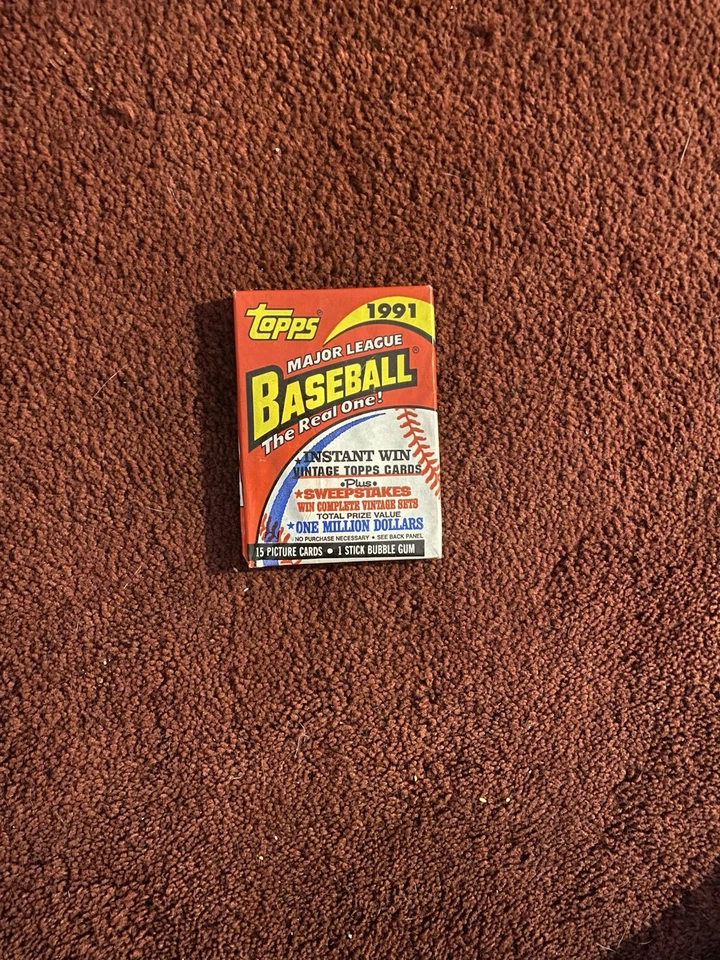 Topps®
1991
MAJOR LEAGUE
BASEBALL®
The Real One!
★INSTANT WIN
VINTAGE TOPPS CARDS
•Plus•
★SWEEPSTAKES
WIN COMPLETE VINTAGE SETS
TOTAL PRIZE VALUE
★ONE MILLION DOLLARS
NO PURCHASE NECESSARY • SEE BACK PANEL
15 PICTURE CARDS • 1 STICK BUBBLE GUM